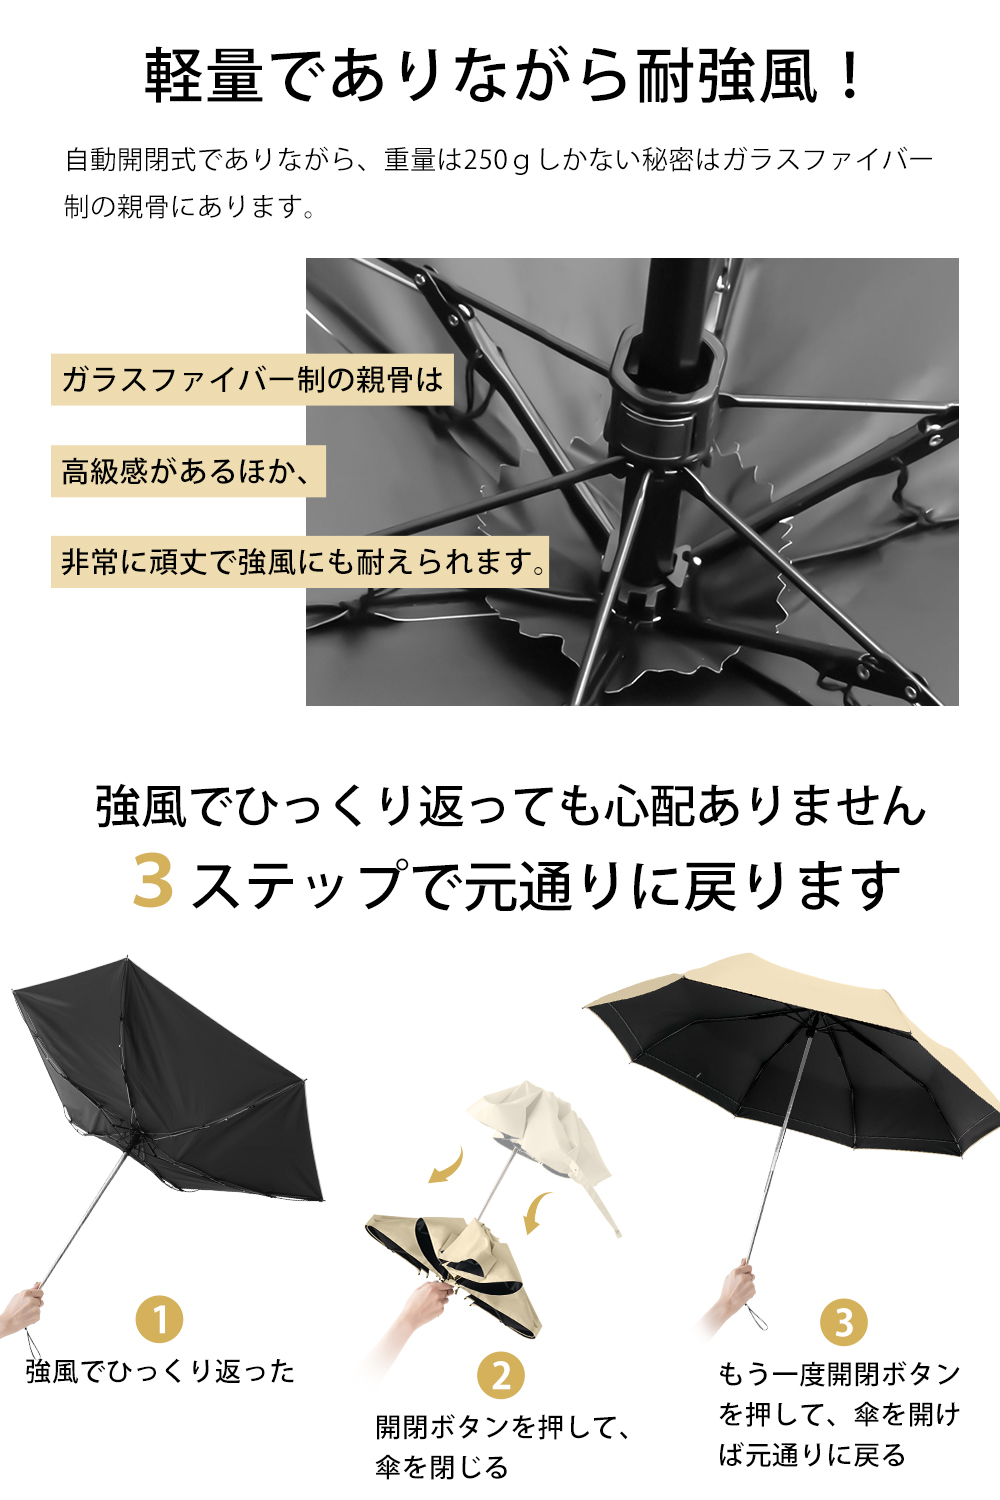 軽量でありながら耐強風！
自動開閉式でありながら、重量は250ｇしかない秘密はガラスファイバー
制の親骨にあります。
ガラスファイバー制の親骨は
高級感があるほか、
非常に頑丈で強風にも耐えられます。
強風でひっくり返っても心配ありません
3 ステップで元通りに戻ります
1
強風でひっくり返った
2
開閉ボタンを押して、
傘を閉じる
3
もう一度開閉ボタン
を押して、傘を開け
ば元通りに戻る